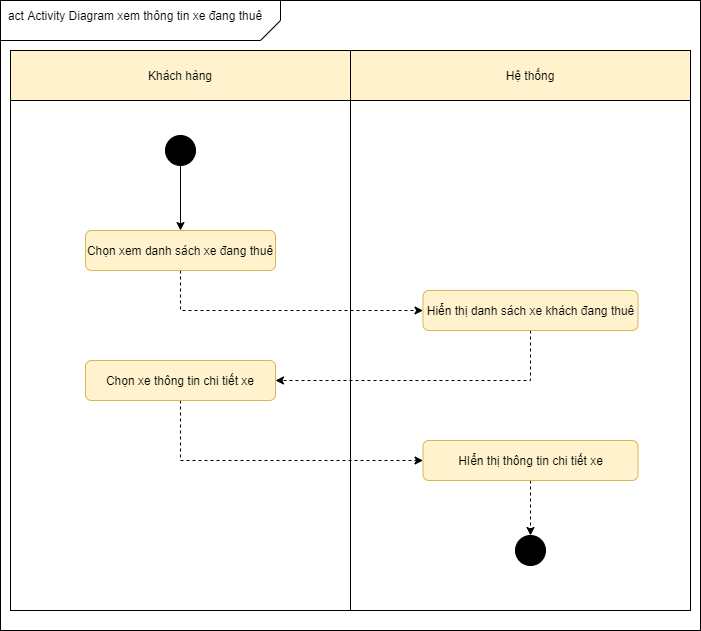 act Activity Diagram xem thông tin xe đang thuê
Khách hàng
Hệ thống
Chọn xem danh sách xe đang thuê
Hiển thị danh sách xe khách đang thuê
Chọn xe thông tin chi tiết xe
HIển thị thông tin chi tiết xe